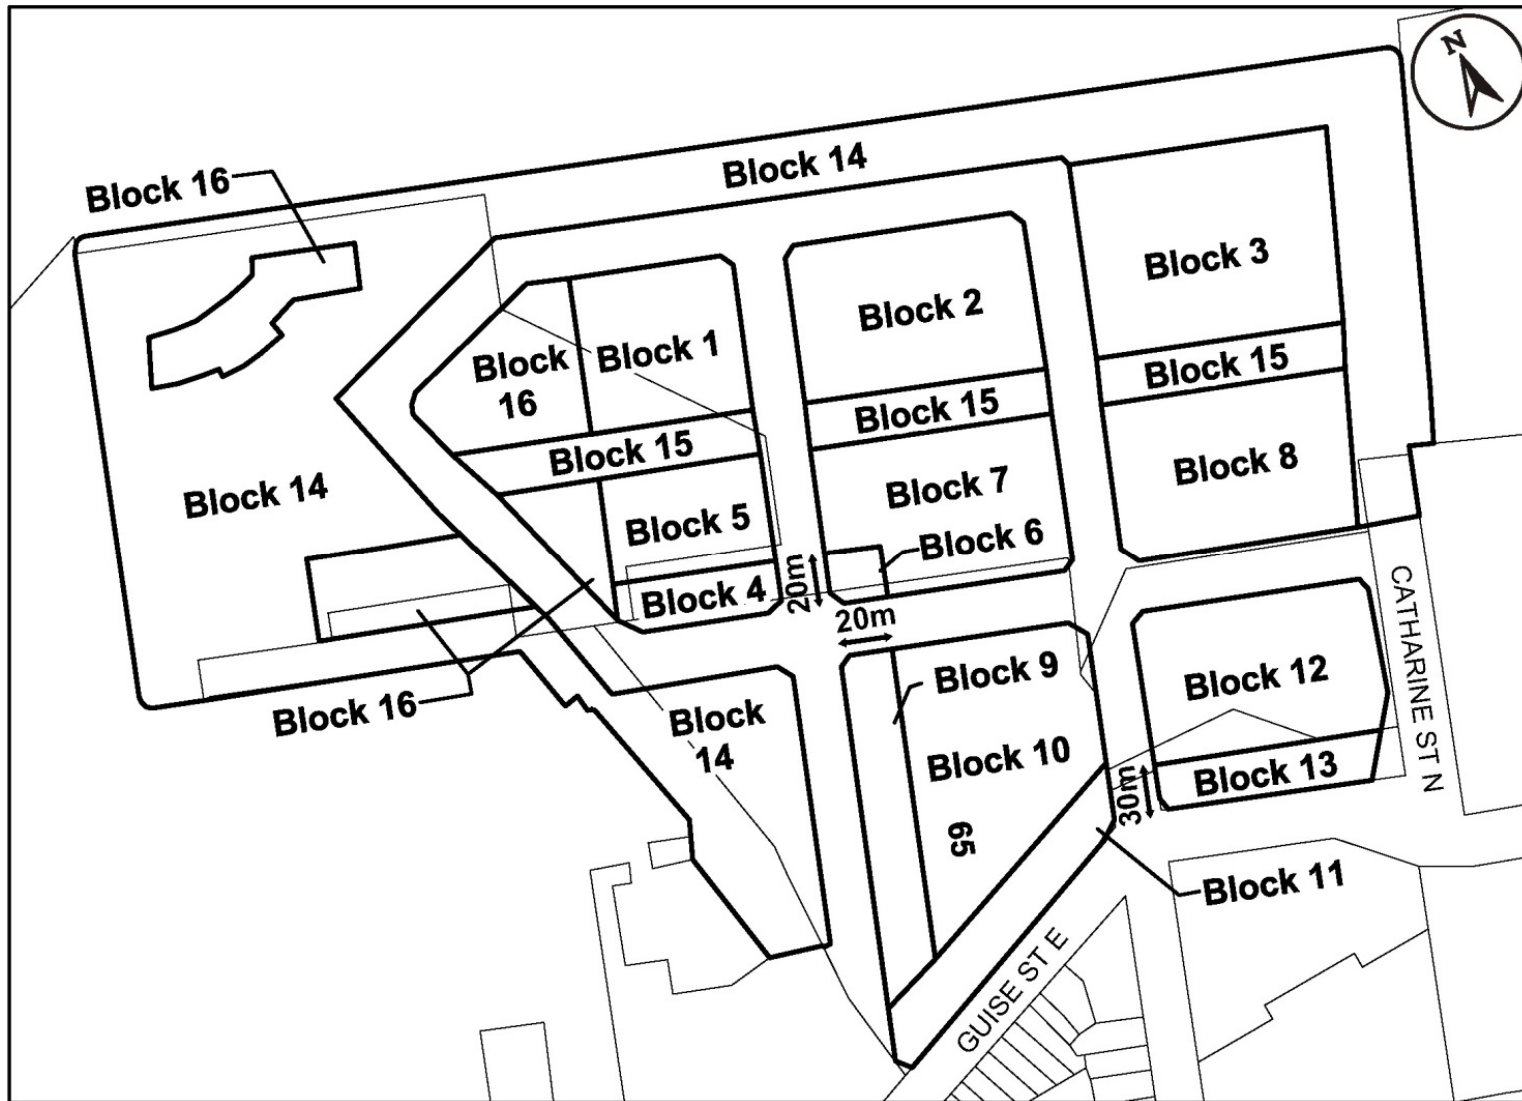 N
Block 14
Block 16
Block 3
Block 2
Block 1
Block
16
Block 15
Block 15
Block 15
Block 8
Block 7
Block 14
Block 5
Block 6
Block 4
20m
20m
CATHARINE ST N
Block 9
Block 12
Block 16
Block
14
Block 10
Block 13
30m
65
Block 11
GUISE ST E